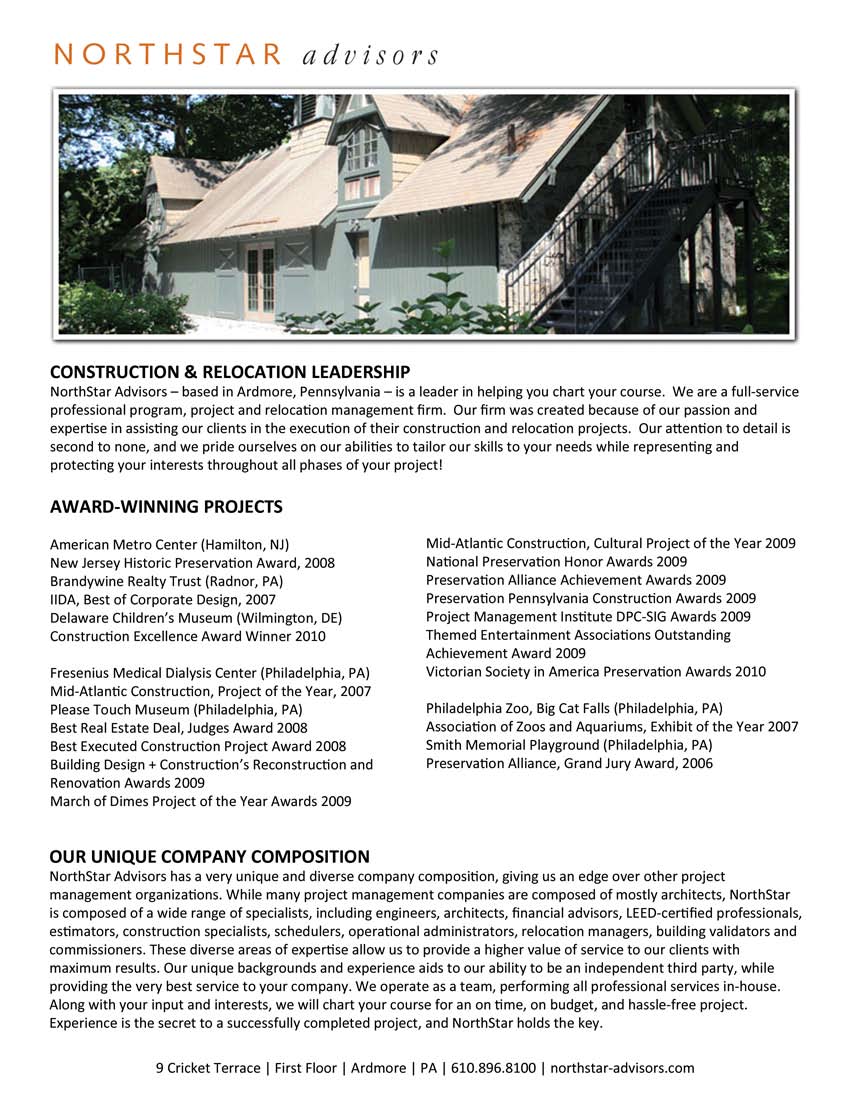 NORTHSTAR advisors
CONSTRUCTION & RELOCATION LEADERSHIP
NorthStar Advisors – based in Ardmore, Pennsylvania – is a leader in helping you chart your course.  We are a full-service
professional program, project and relocation management firm.  Our firm was created because of our passion and
expertise in assisting our clients in the execution of their construction and relocation projects.  Our attention to detail is
second to none, and we pride ourselves on our abilities to tailor our skills to your needs while representing and
protecting your interests throughout all phases of your project!
AWARD-WINNING PROJECTS
American Metro Center (Hamilton, NJ)
New Jersey Historic Preservation Award, 2008
Brandywine Realty Trust (Radnor, PA)
IIDA, Best of Corporate Design, 2007
Delaware Children’s Museum (Wilmington, DE)
Construction Excellence Award Winner 2010
Fresenius Medical Dialysis Center (Philadelphia, PA)
Mid-Atlantic Construction, Project of the Year, 2007
Please Touch Museum (Philadelphia, PA)
Best Real Estate Deal, Judges Award 2008
Best Executed Construction Project Award 2008
Building Design + Construction’s Reconstruction and
Renovation Awards 2009
March of Dimes Project of the Year Awards 2009
Mid-Atlantic Construction, Cultural Project of the Year 2009
National Preservation Honor Awards 2009
Preservation Alliance Achievement Awards 2009
Preservation Pennsylvania Construction Awards 2009
Project Management Institute DPC-SIG Awards 2009
Themed Entertainment Associations Outstanding
Achievement Award 2009
Victorian Society in America Preservation Awards 2010
Philadelphia Zoo, Big Cat Falls (Philadelphia, PA)
Association of Zoos and Aquariums, Exhibit of the Year 2007
Smith Memorial Playground (Philadelphia, PA)
Preservation Alliance, Grand Jury Award, 2006
OUR UNIQUE COMPANY COMPOSITION
NorthStar Advisors has a very unique and diverse company composition, giving us an edge over other project
management organizations. While many project management companies are composed of mostly architects, NorthStar
is composed of a wide range of specialists, including engineers, architects, financial advisors, LEED-certified professionals,
estimators, construction specialists, schedulers, operational administrators, relocation managers, building validators and
commissioners. These diverse areas of expertise allow us to provide a higher value of service to our clients with
maximum results. Our unique backgrounds and experience aids to our ability to be an independent third party, while
providing the very best service to your company. We operate as a team, performing all professional services in-house.
Along with your input and interests, we will chart your course for an on time, on budget, and hassle-free project.
Experience is the secret to a successfully completed project, and NorthStar holds the key.
9 Cricket Terrace | First Floor | Ardmore | PA | 610.896.8100 | northstar-advisors.com